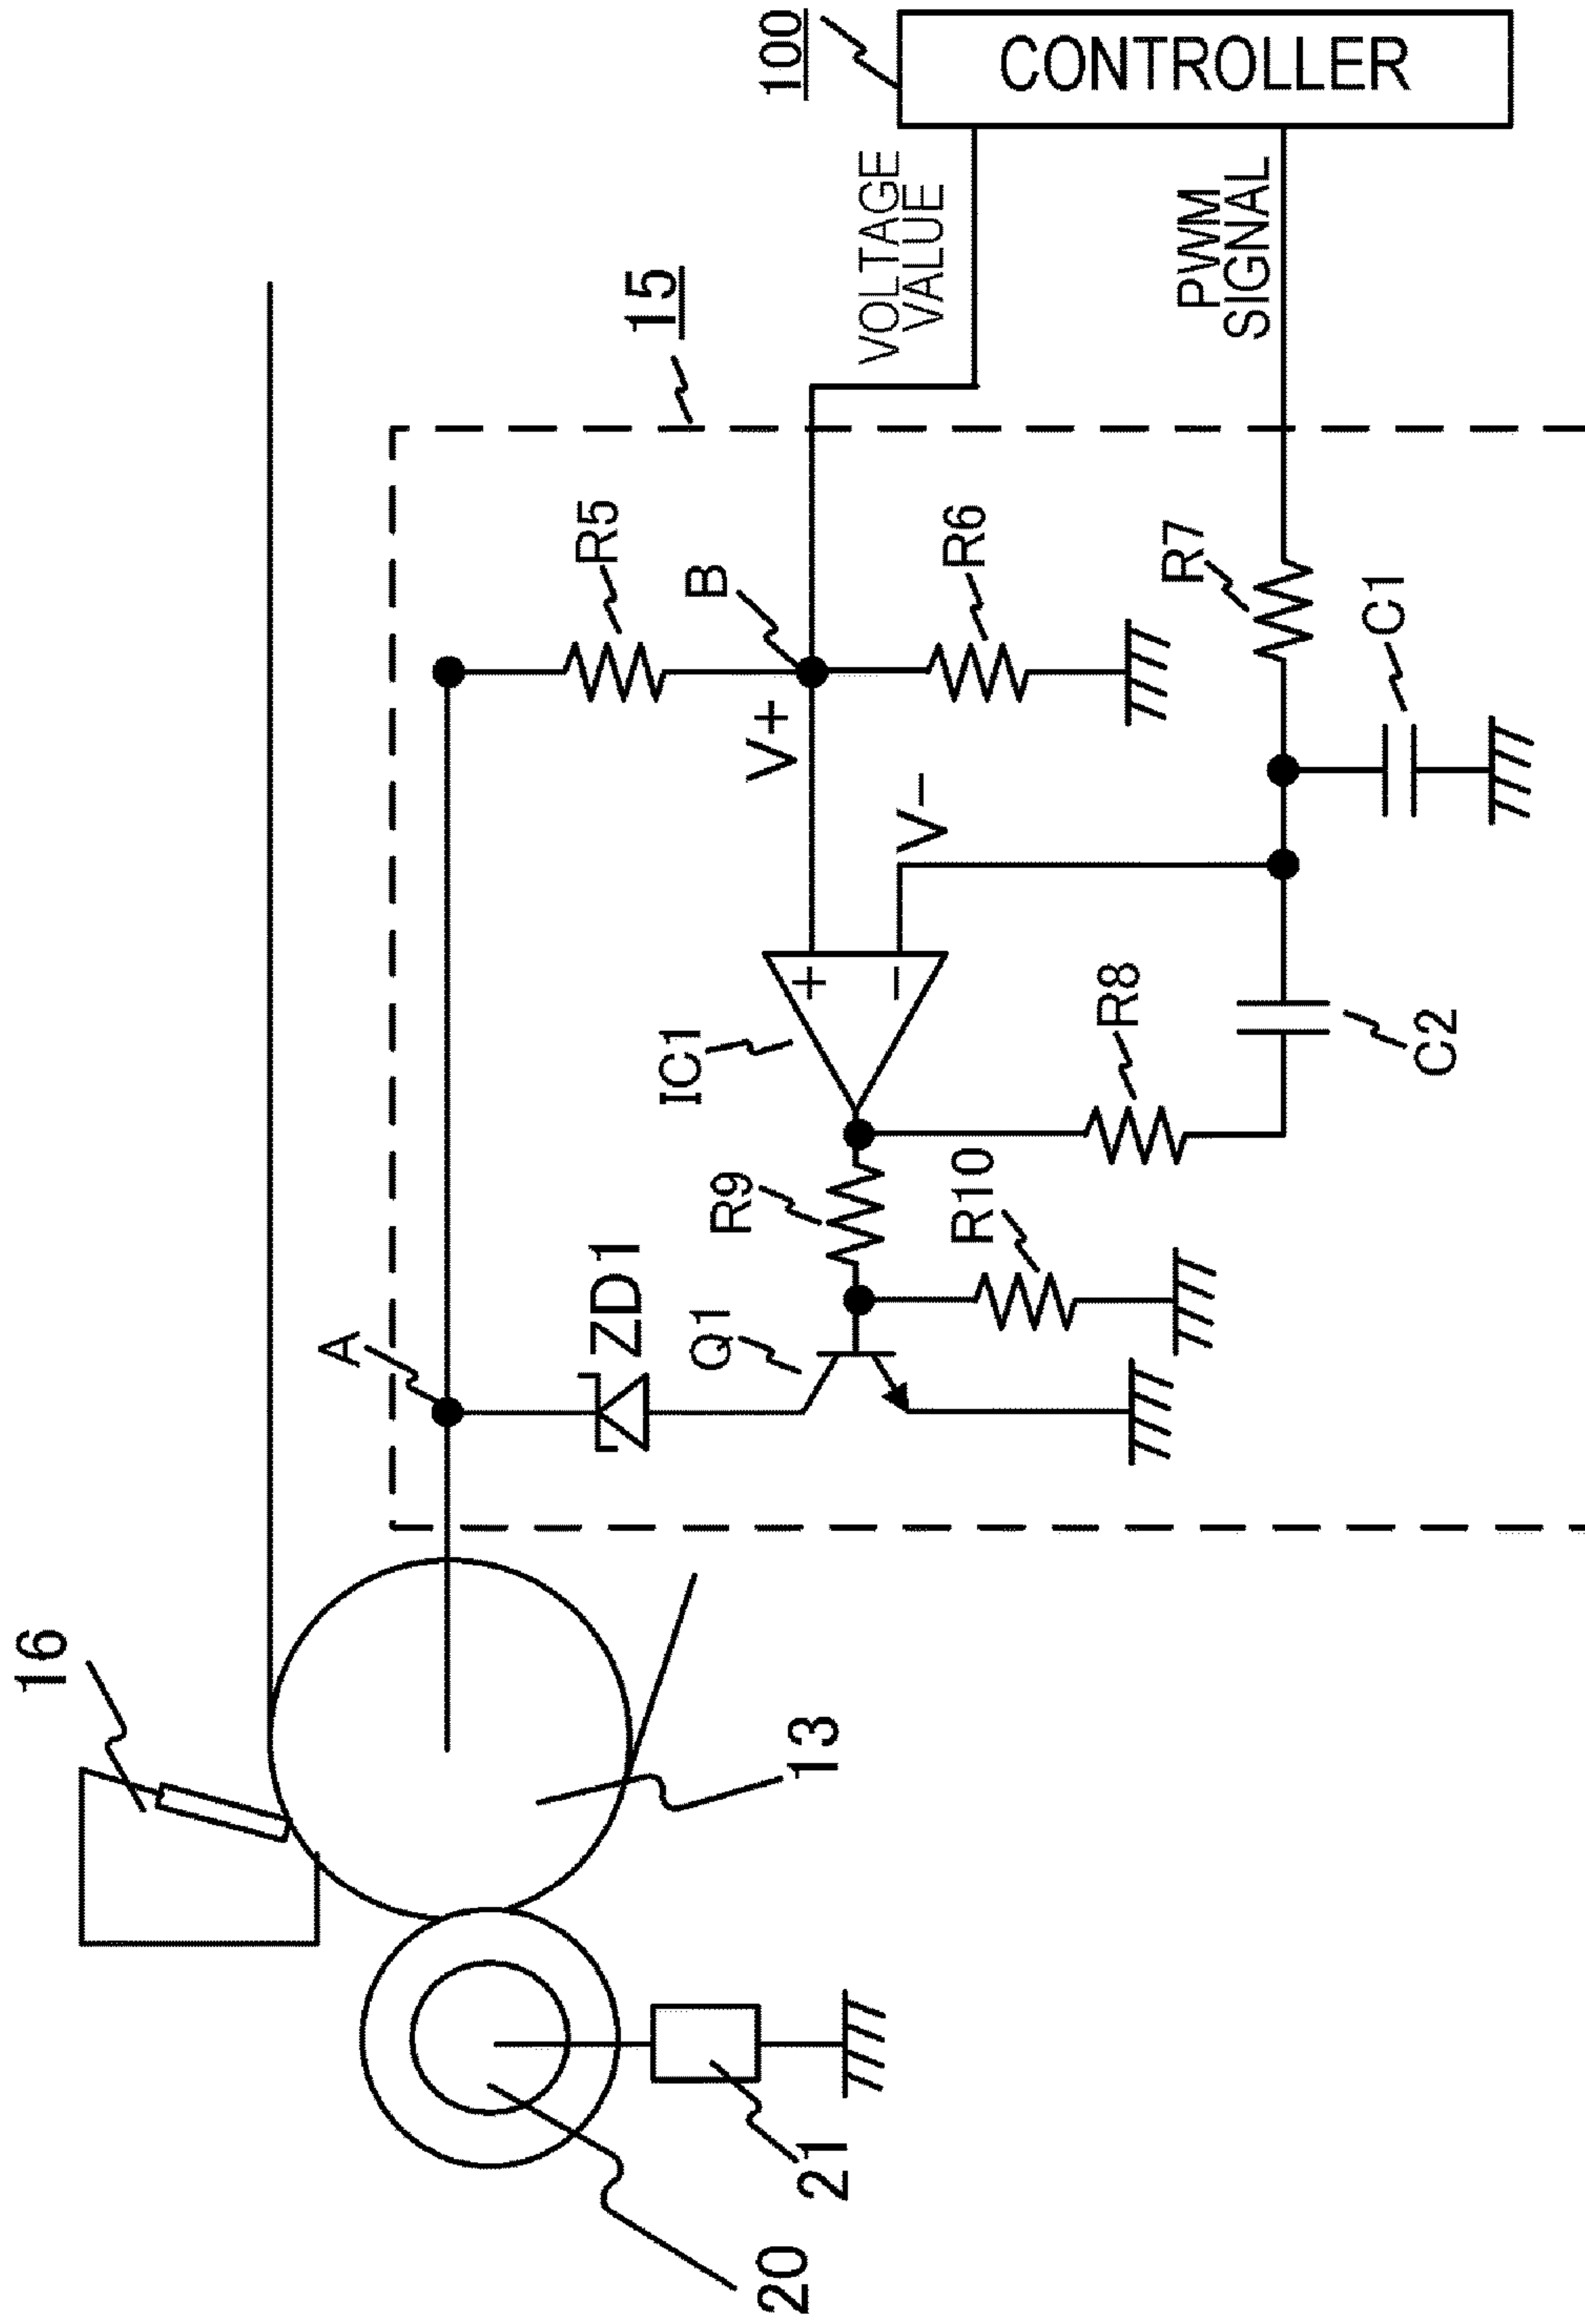 100
CONTROLLER
VOLTAGE
VALUE
PWM
SIGNAL
15
R5
B
R6
R7
C1
V+
V−
+
−
IC1
R8
C2
R9
R10
A
ZD1
Q1
16
13
21
20